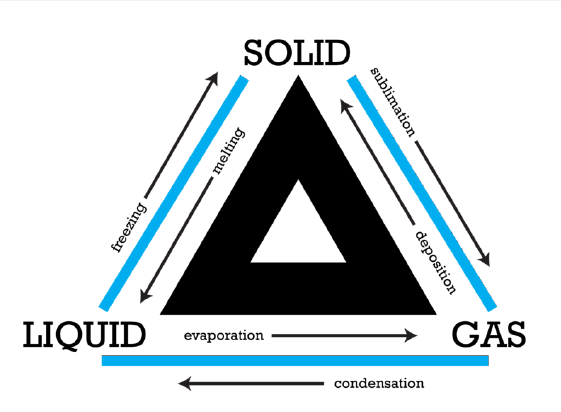 SOLID
sublimation
melting
freezing
deposition
LIQUID
evaporation
GAS
condensation